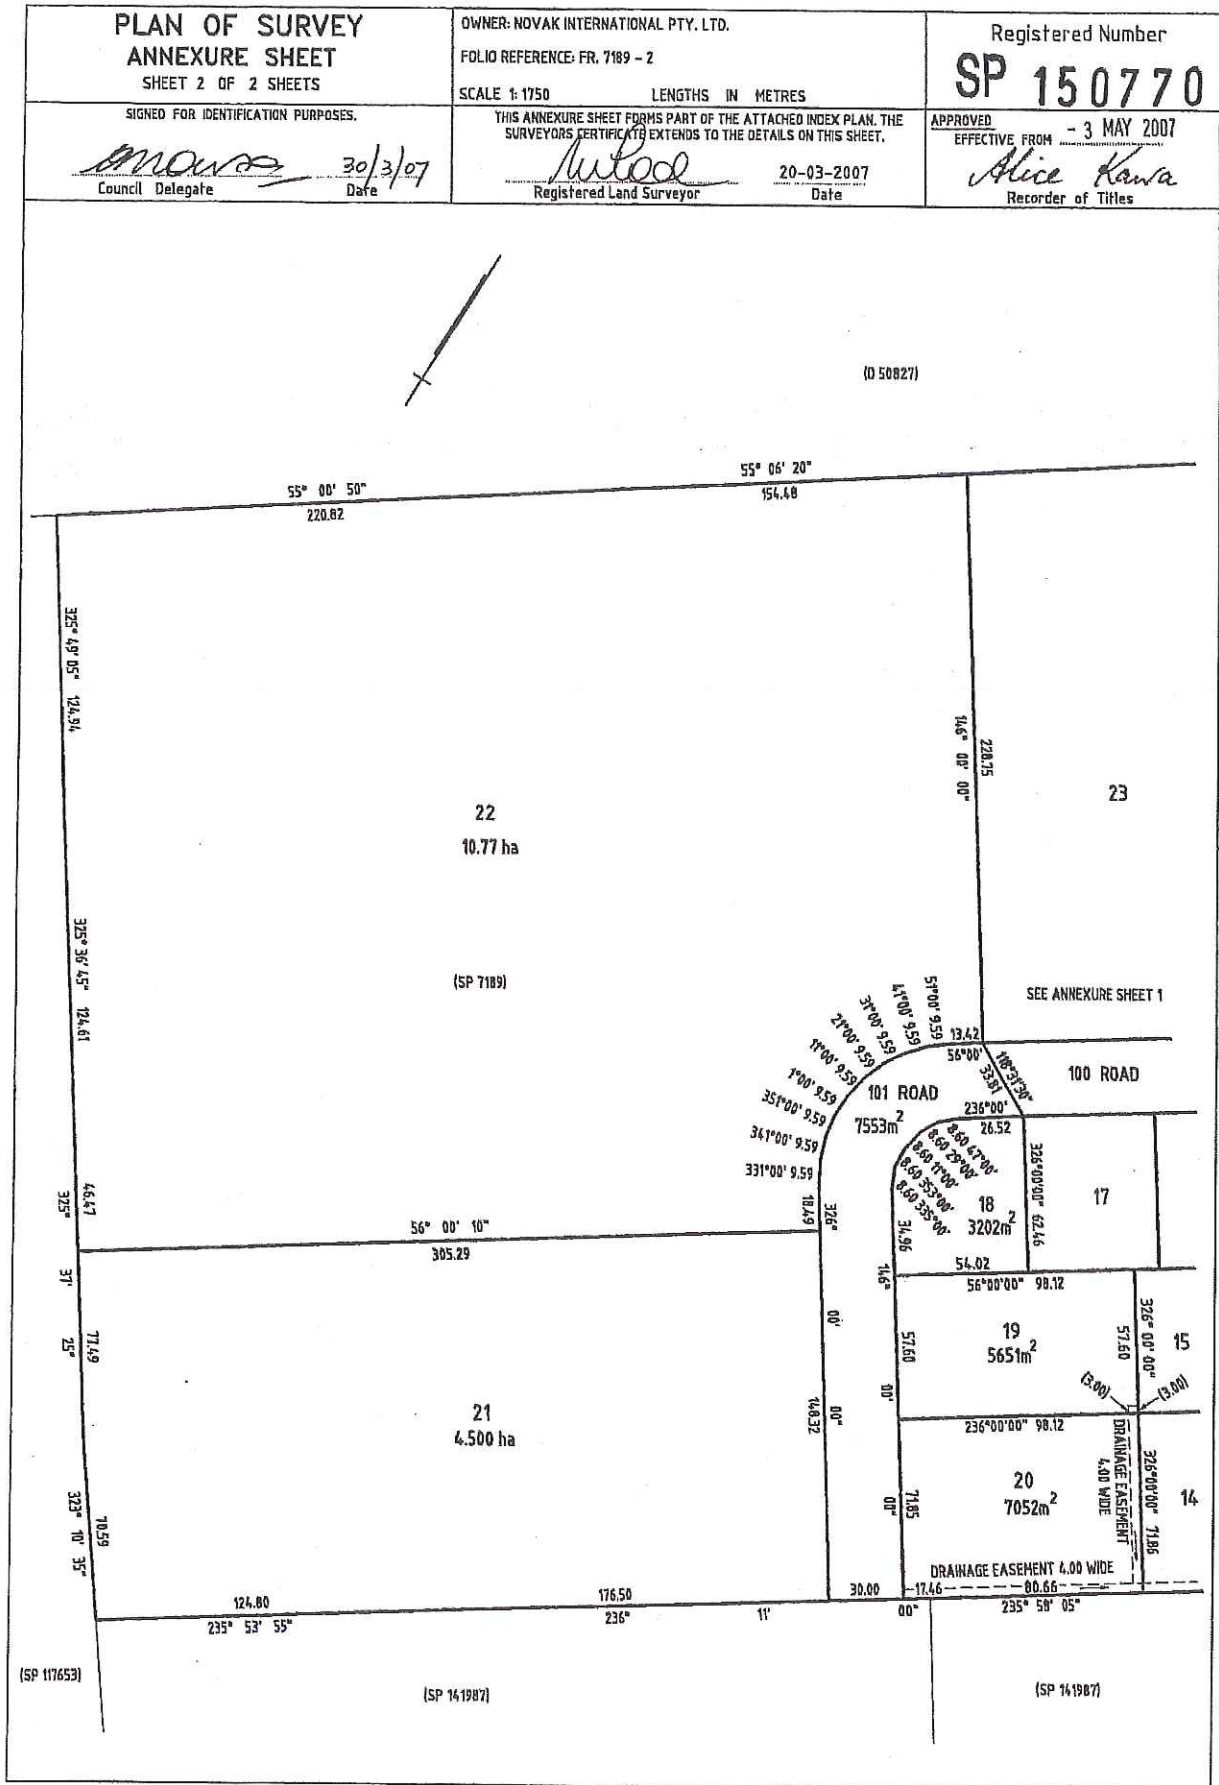 PLAN OF SURVEY
ANNEXURE SHEET
SHEET 2 OF 2 SHEETS
SIGNED FOR IDENTIFICATION PURPOSES.
30/3/07
Council Delegate Date
OWNER: NOVAK INTERNATIONAL PTY. LTD.
FOLIO REFERENCE: FR. 7189 - 2
SCALE 1: 1750 LENGTHS IN METRES
THIS ANNEXURE SHEET FORMS PART OF THE ATTACHED INDEX PLAN. THE
SURVEYORS CERTIFICATE EXTENDS TO THE DETAILS ON THIS SHEET.
20-03-2007
Registered Land Surveyor Date
Registered Number
SP 150770
APPROVED
EFFECTIVE FROM - 3 MAY 2007
Alice Kawa
Recorder of Titles
(D 50827)
55° 06' 20"
154.48
55° 00' 50"
220.82
325° 49' 05" 124.94
146° 00' 00"
228.75
23
22
10.77 ha
325° 36' 45" 124.61
(SP 7189)
SEE ANNEXURE SHEET 1
51°00' 9.59
41°00' 9.59
31°00' 9.59
21°00' 9.59
11°00' 9.59
1°00' 9.59
351°00' 9.59
341°00' 9.59
331°00' 9.59
13.42
56°00'
118°31'30"
33.81
100 ROAD
101 ROAD
7553m2
236°00'
26.52
8.60 47°00'
8.60 29°00'
8.60 11°00'
8.60 353°00'
8.60 335°00'
18
3202m2
326°00'00" 62.46
17
46.47
325° 37' 25"
77.49
56° 00' 10"
305.29
18.49
326° 00' 00"
148.32
34.96
146° 00' 00"
54.02
56°00'00" 98.12
19
5651m2
57.60
326° 00' 00"
57.60
15
(3.00)
(3.00)
236°00'00" 98.12
21
4.500 ha
20
7052m2
71.85
DRAINAGE EASEMENT
4.00 WIDE
326°00'00" 71.86
14
323° 10' 35"
70.59
DRAINAGE EASEMENT 4.00 WIDE
124.80
235° 53' 55"
176.50
236° 11' 00"
30.00
17.46
80.66
235° 58' 05"
(SP 117653)
(SP 141987)
(SP 141987)